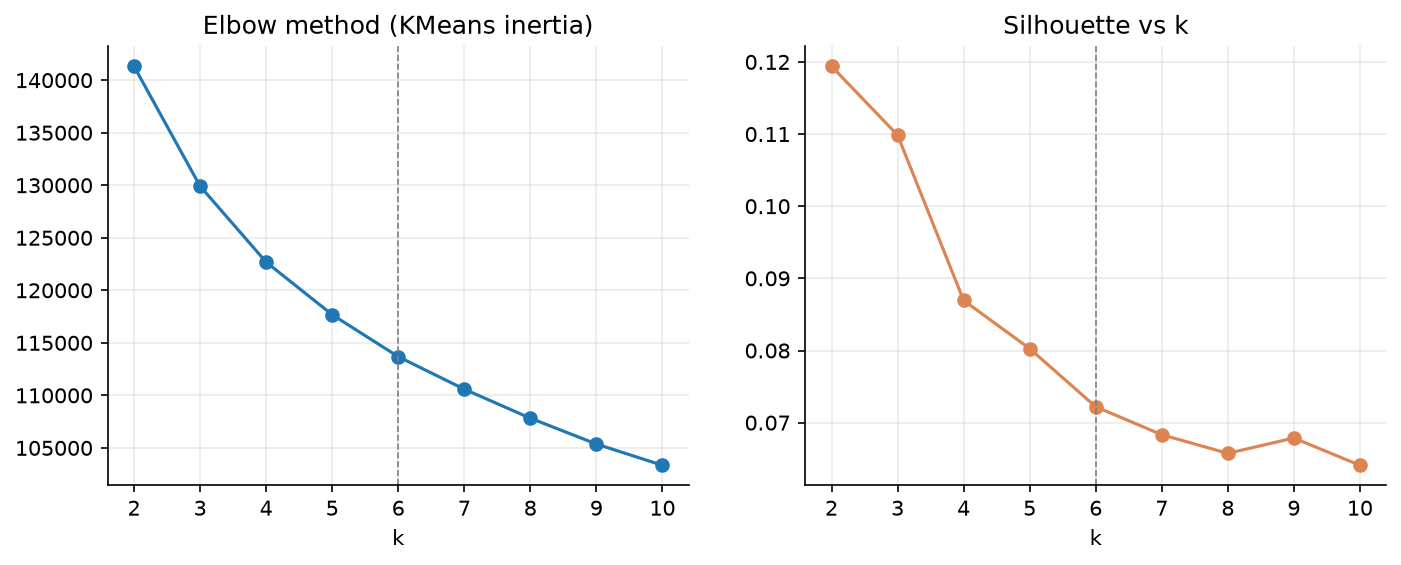 Elbow method (KMeans inertia)
140000
135000
130000
125000
120000
115000
110000
105000
2 3 4 5 6 7 8 9 10
k
Silhouette vs k
0.12
0.11
0.10
0.09
0.08
0.07
2 3 4 5 6 7 8 9 10
k